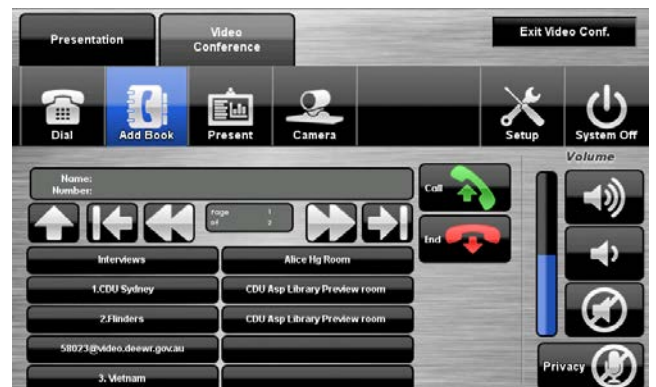 Presentation
Video
Conference
Exit Video Conf.
Dial
Add Book
Present
Camera
Setup
System Off
Volume
Name:
Number:
Call
Page 1
of 2
End
Interviews
Alice Hg Room
1.CDU Sydney
CDU Asp Library Preview room
2.Flinders
CDU Asp Library Preview room
58023@video.deewr.gov.au
3. Vietnam
Privacy